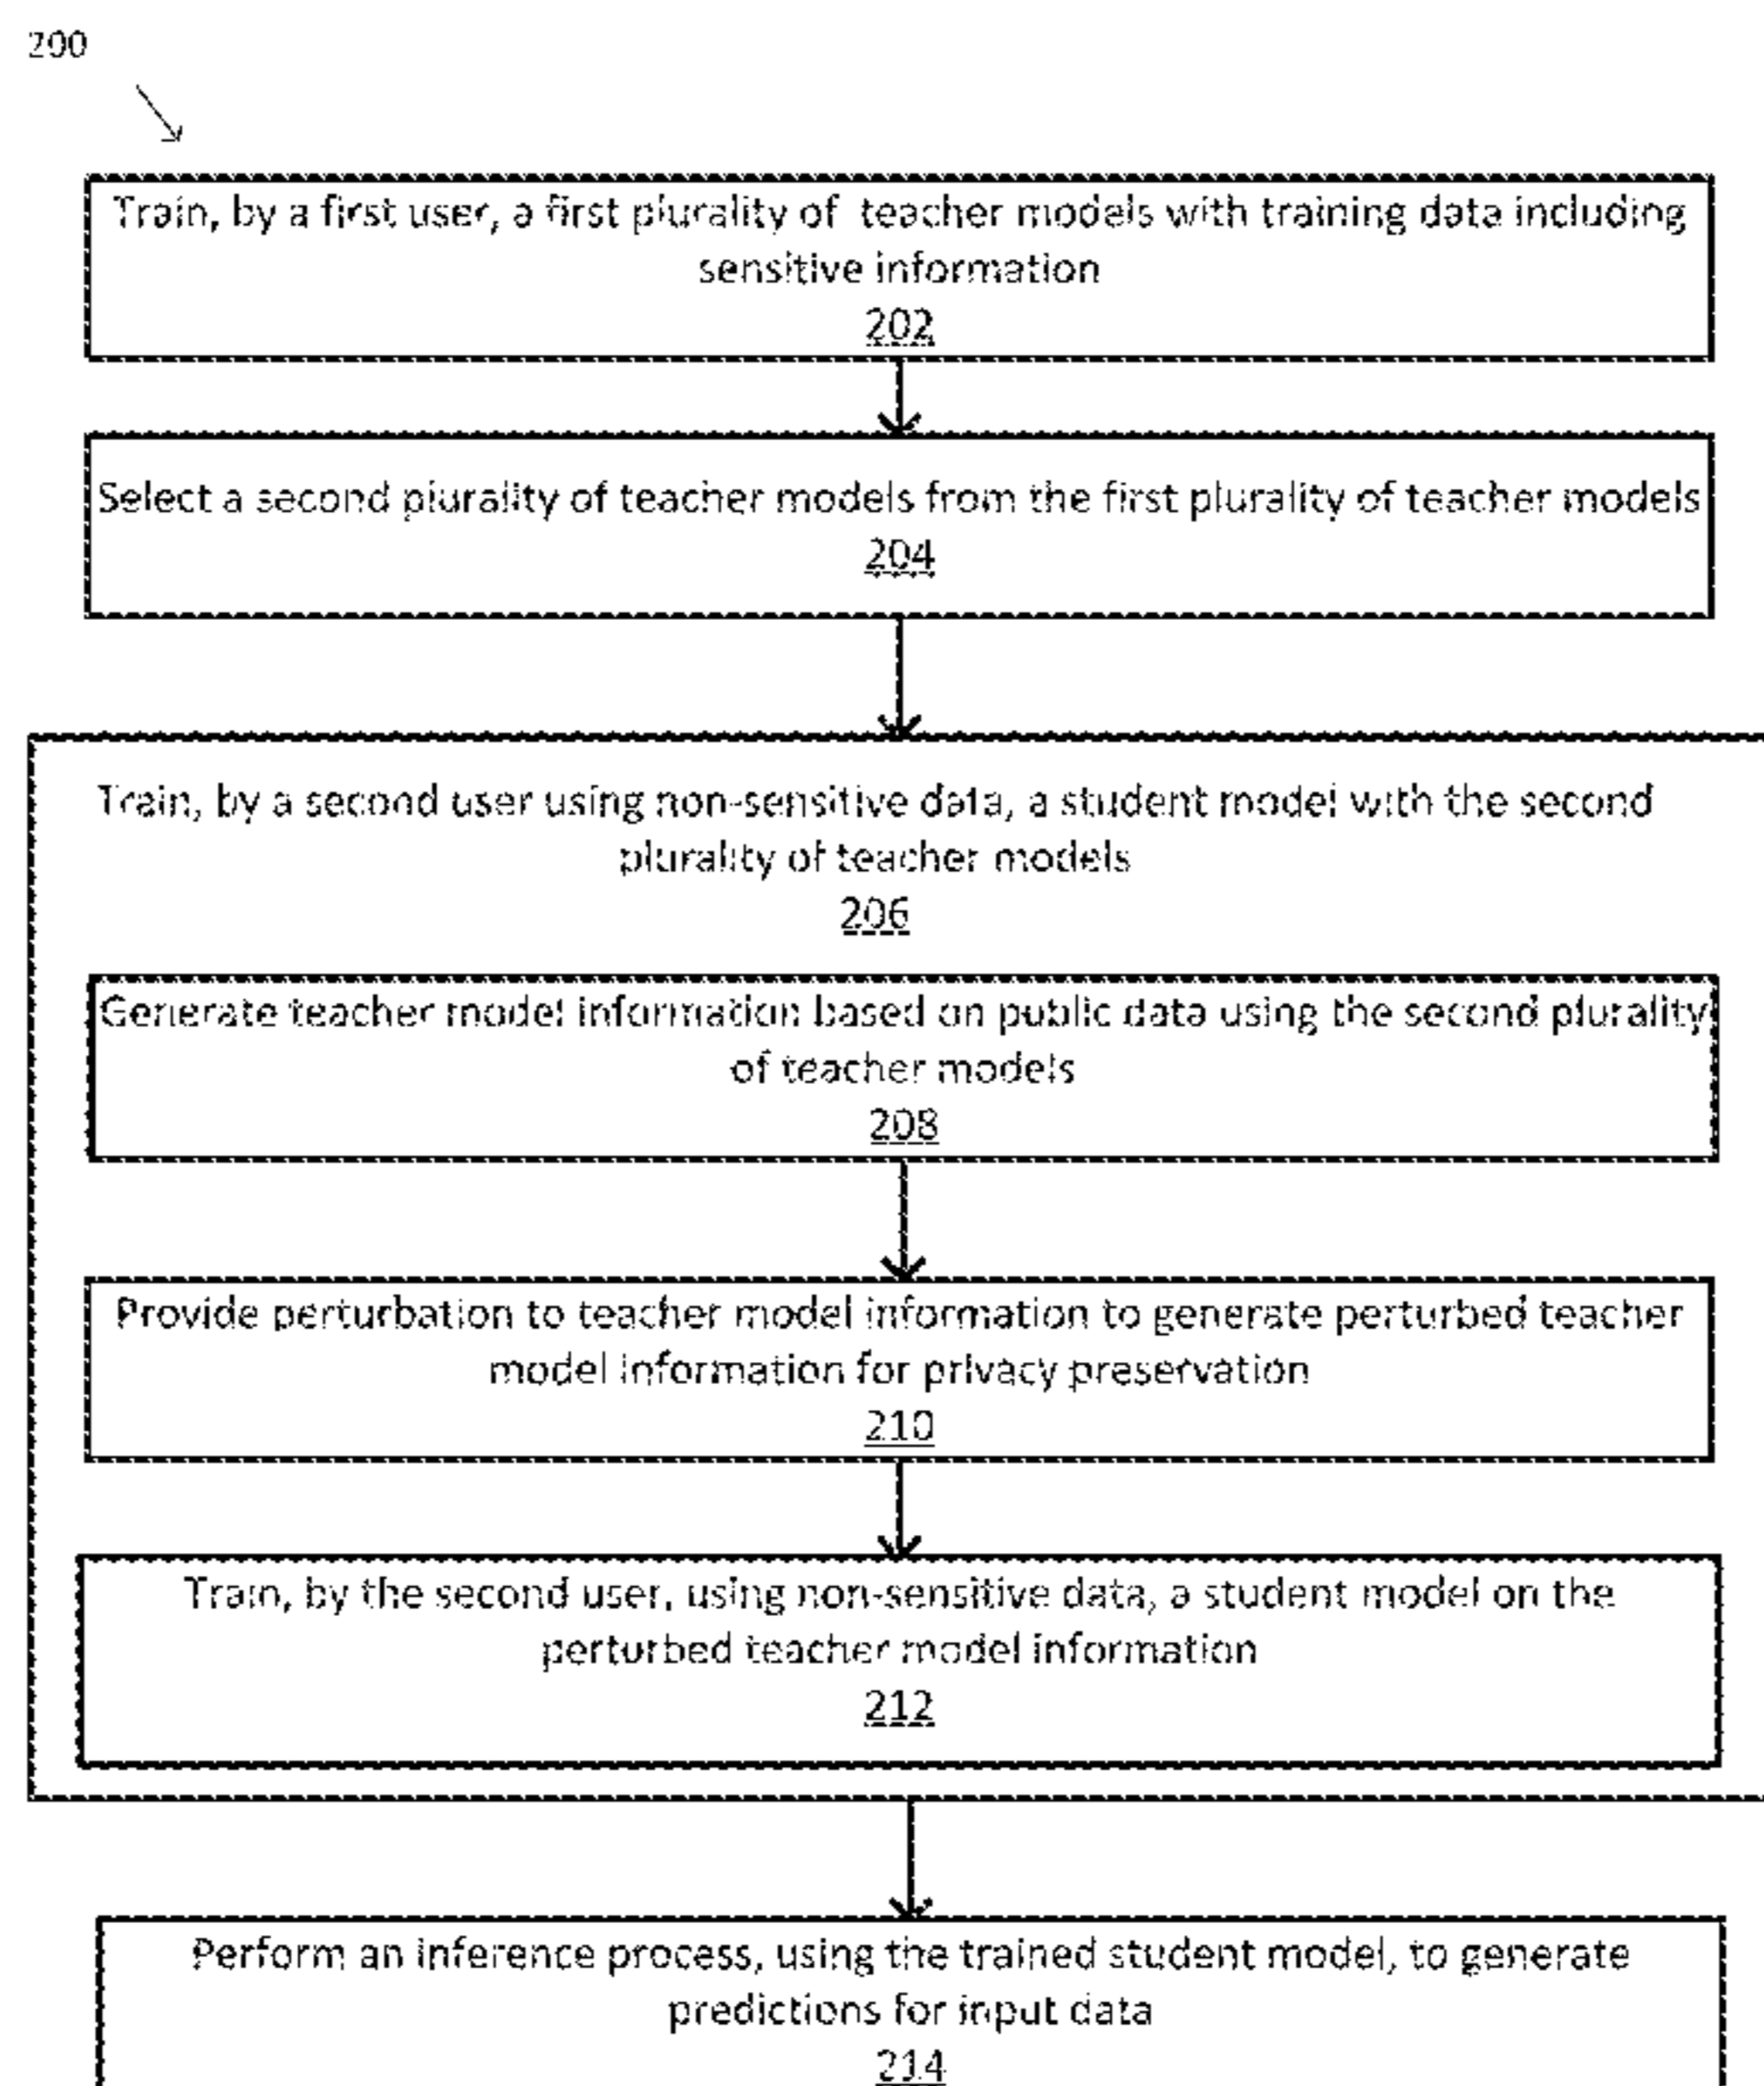 200
Train, by a first user, a first plurality of teacher models with training data including
sensitive information
202
Select a second plurality of teacher models from the first plurality of teacher models
204
Train, by a second user using non-sensitive data, a student model with the second
plurality of teacher models
206
Generate teacher model information based on public data using the second plurality
of teacher models
208
Provide perturbation to teacher model information to generate perturbed teacher
model information for privacy preservation
210
Train, by the second user, using non-sensitive data, a student model on the
perturbed teacher model information
212
Perform an inference process, using the trained student model, to generate
predictions for input data
214